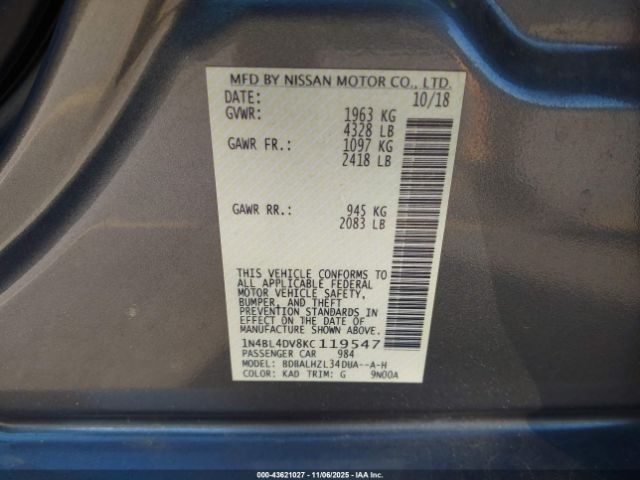 MFD BY NISSAN MOTOR CO., LTD.
DATE: 10/18
GVWR: 1963 KG
4328 LB
GAWR FR.: 1097 KG
2418 LB
GAWR RR.: 945 KG
2083 LB
THIS VEHICLE CONFORMS TO
ALL APPLICABLE FEDERAL
MOTOR VEHICLE SAFETY,
BUMPER, AND THEFT
PREVENTION STANDARDS IN
EFFECT ON THE DATE OF
MANUFACTURE SHOWN ABOVE.
1N4BL4DV8KC119547
PASSENGER CAR 984
MODEL: BDBALHZL34DUA--A-H
COLOR: KAD TRIM: G 9N00A
000-43621027 - 11/06/2025 - IAA, Inc.